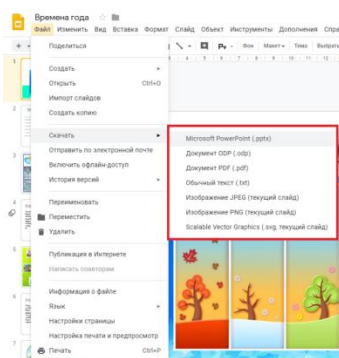 Времена года
Файл Изменить Вид Вставка Формат Слайд Объект Инструменты Дополнения Спра
Поделиться
Фон Макет Тема Выбрать
Создать
Открыть Ctrl+O
Импорт слайдов
Создать копию
Скачать
Microsoft PowerPoint (.pptx)
Отправить по электронной почте
Документ ODP (.odp)
Включить офлайн-доступ
Документ PDF (.pdf)
История версий
Обычный текст (.txt)
Изображение JPEG (текущий слайд)
Переименовать
Изображение PNG (текущий слайд)
Переместить
Scalable Vector Graphics (.svg, текущий слайд)
Удалить
Публикация в Интернете
Написать соавторам
Информация о файле
Язык
Настройки страницы
Настройка печати и предпросмотр
Печать Ctrl+P